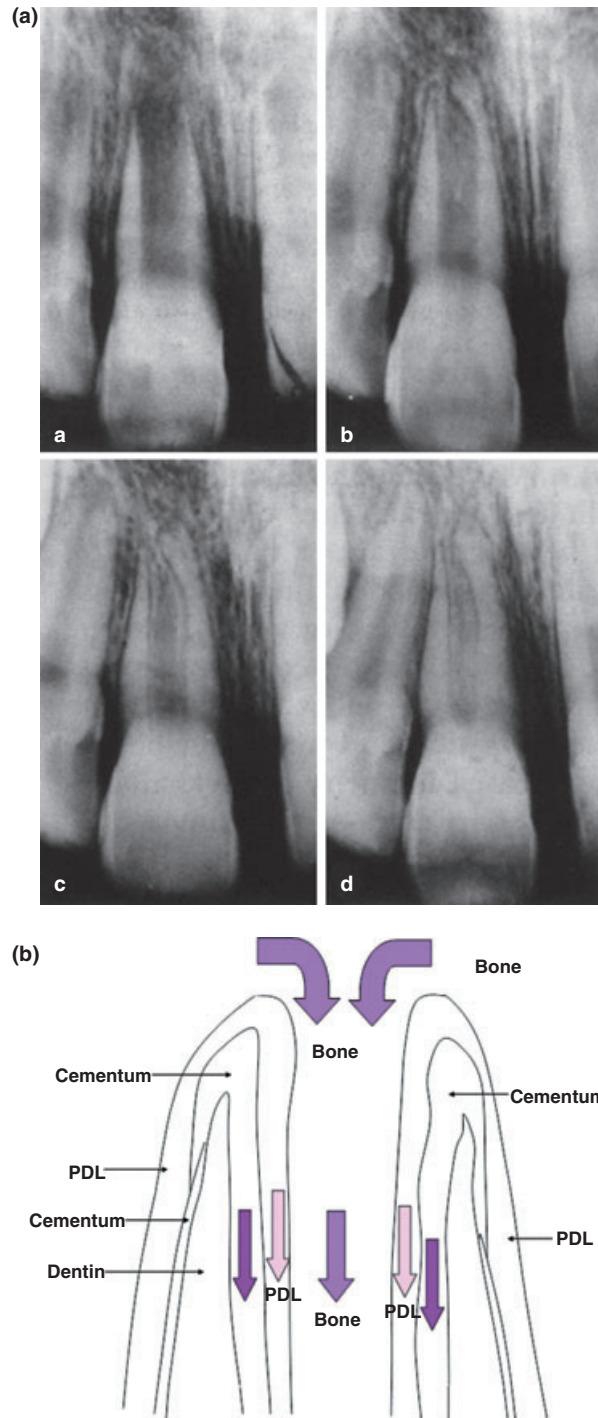 (a)
a
b
c
d
(b)
Bone
Bone
Cementum
Cementum
PDL
Cementum
PDL
Dentin
PDL
PDL
Bone